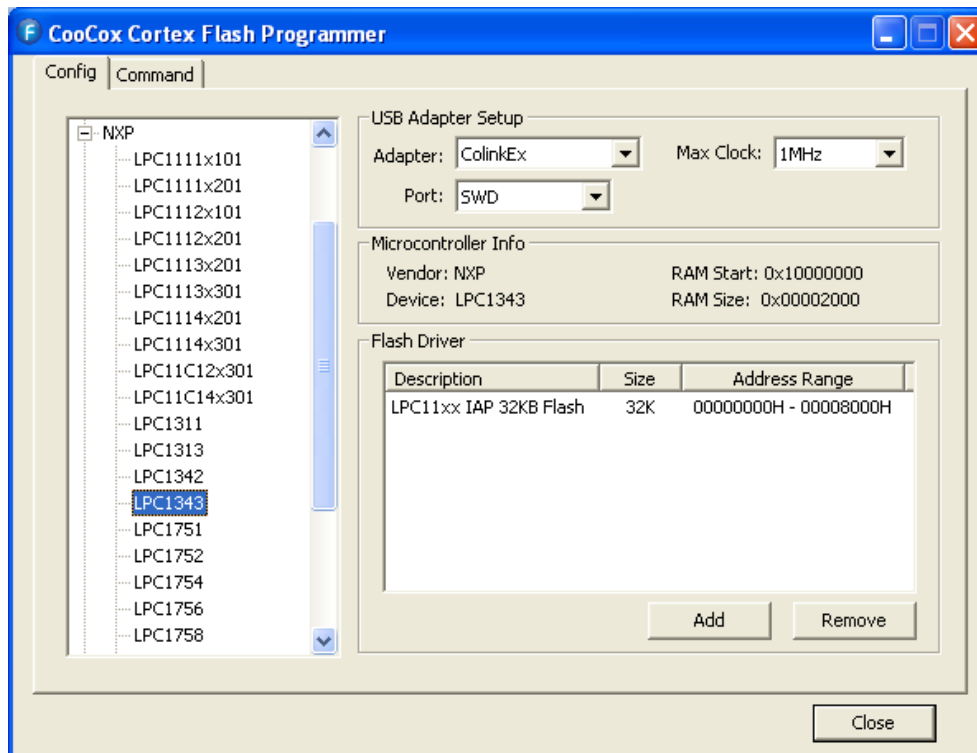 CooCox Cortex Flash Programmer
Config Command
NXP
LPC1111x101
LPC1111x201
LPC1112x101
LPC1112x201
LPC1113x201
LPC1113x301
LPC1114x201
LPC1114x301
LPC11C12x301
LPC11C14x301
LPC1311
LPC1313
LPC1342
LPC1343
LPC1751
LPC1752
LPC1754
LPC1756
LPC1758
USB Adapter Setup
Adapter: ColinkEx Max Clock: 1MHz
Port: SWD
Microcontroller Info
Vendor: NXP RAM Start: 0x10000000
Device: LPC1343 RAM Size: 0x00002000
Flash Driver
Description Size Address Range
LPC11xx IAP 32KB Flash 32K 00000000H - 00008000H
Add Remove
Close